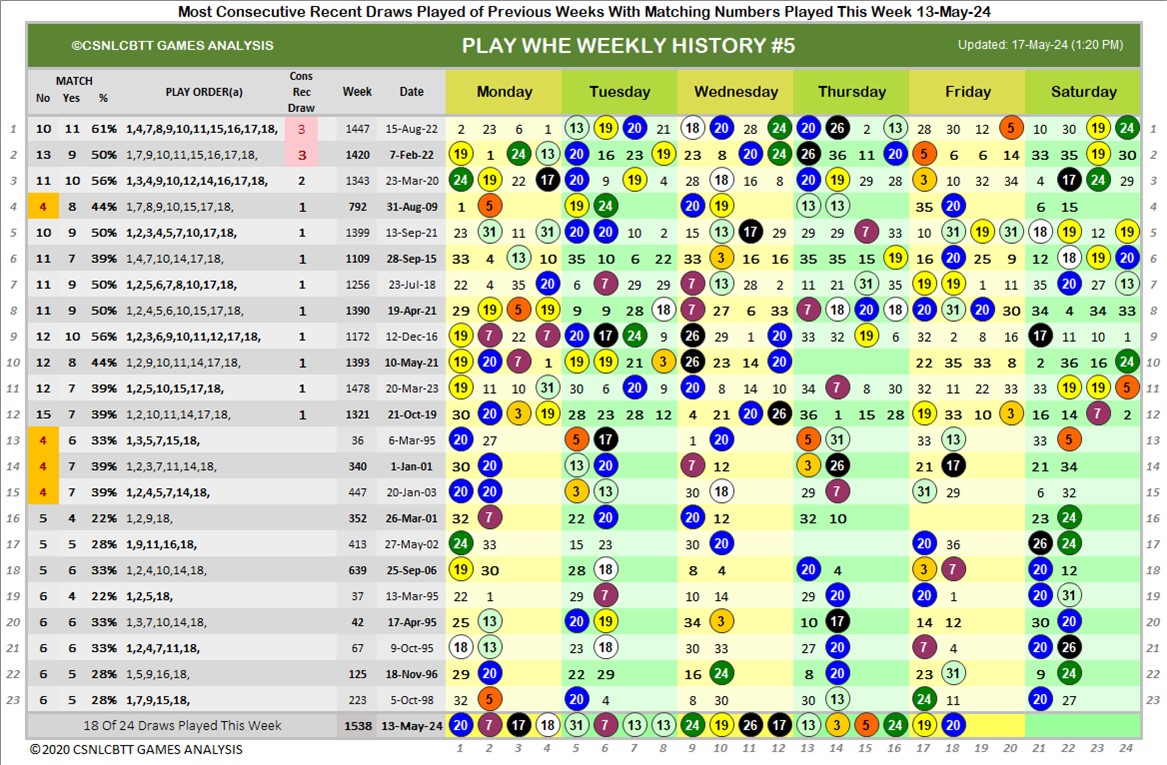 Most Consecutive Recent Draws Played of Previous Weeks With Matching Numbers Played This Week 13-May-24
©CSNLCBTT GAMES ANALYSIS PLAY WHE WEEKLY HISTORY #5 Updated: 17-May-24 (1:20 PM)
MATCH
No Yes % PLAY ORDER(a) Cons Rec Draw Week Date Monday Tuesday Wednesday Thursday Friday Saturday
1 10 11 61% 1,4,7,8,9,10,11,15,16,17,18, 3 1447 15-Aug-22 2 23 6 1 13 19 20 21 18 20 28 24 20 26 2 13 28 30 12 5 10 30 19 24 1
2 13 50% 1,7,9,10,11,15,16,17,18, 3 1420 7-Feb-22 19 1 24 13 20 16 23 19 23 8 20 24 26 36 11 20 5 6 6 14 33 35 19 30 2
3 11 10 56% 1,3,4,9,10,12,14,16,17,18, 2 1343 23-Mar-20 24 19 22 17 20 9 19 4 28 18 16 8 20 19 29 28 3 10 32 34 4 17 24 29 3
4 4 8 44% 1,7,8,9,10,15,17,18, 1 792 31-Aug-09 1 5 19 24 20 19 13 13 35 20 6 15 4
5 10 9 50% 1,2,3,4,5,7,10,17,18, 1 1399 13-Sep-21 23 31 11 31 20 20 10 2 15 13 17 29 29 29 7 33 10 31 19 31 18 19 12 19 5
6 11 7 39% 1,4,7,10,14,17,18, 1 1109 28-Sep-15 33 4 13 10 35 10 6 22 33 3 16 16 35 35 15 19 16 20 25 9 12 18 19 20 6
7 11 9 50% 1,2,5,6,7,8,10,17,18, 1 1256 23-Jul-18 22 4 35 20 6 7 29 29 7 13 28 2 11 21 31 35 19 19 1 11 35 20 27 13 7
8 11 9 50% 1,2,4,5,6,10,15,17,18, 1 1390 19-Apr-21 29 19 5 19 9 9 28 18 7 27 6 33 7 18 20 18 20 31 20 30 34 4 34 33 8
9 12 10 56% 1,2,3,6,9,10,11,12,17,18, 1 1172 12-Dec-16 19 7 22 7 20 17 24 9 26 29 1 20 33 32 19 6 32 2 8 16 17 11 10 1 9
10 12 8 44% 1,2,9,10,11,14,17,18, 1 1393 10-May-21 19 20 7 1 19 19 21 3 26 23 14 20 22 35 33 8 2 36 16 24 10
11 12 7 39% 1,2,5,10,15,17,18, 1 1478 20-Mar-23 19 11 10 31 30 6 20 9 20 8 14 10 34 7 8 30 32 11 22 33 33 19 19 5 11
12 15 7 39% 1,2,10,11,14,17,18, 1 1321 21-Oct-19 30 20 3 19 28 23 28 12 4 21 20 26 36 1 15 28 19 33 10 3 16 14 7 2 12
13 4 6 33% 1,3,5,7,15,18, 36 6-Mar-95 20 27 5 17 1 20 5 31 33 13 33 5 13
14 4 7 39% 1,2,3,7,11,14,18, 340 1-Jan-01 30 20 13 20 7 12 3 26 21 17 21 34 14
15 4 7 39% 1,2,4,5,7,14,18, 447 20-Jan-03 20 20 3 13 30 18 29 7 31 29 6 32 15
16 5 4 22% 1,2,9,18, 352 26-Mar-01 32 7 22 20 20 12 32 10 23 24 16
17 5 5 28% 1,9,11,16,18, 413 27-May-02 24 33 15 23 30 20 20 36 26 24 17
18 5 6 33% 1,2,4,10,14,18, 639 25-Sep-06 19 30 28 18 8 4 20 4 3 7 20 12 18
19 6 4 22% 1,2,5,18, 37 13-Mar-95 22 1 29 7 10 14 29 20 20 1 20 31 19
20 6 6 33% 1,3,7,10,14,18, 42 17-Apr-95 25 13 20 19 34 3 10 17 14 12 30 20 20
21 6 6 33% 1,2,4,7,11,18, 67 9-Oct-95 18 13 23 18 30 33 27 20 7 4 20 26 21
22 6 5 28% 1,5,9,16,18, 125 18-Nov-96 29 20 22 29 16 24 8 20 23 31 9 24 22
23 6 5 28% 1,7,9,15,18, 223 5-Oct-98 32 5 20 4 8 30 30 13 24 11 20 27 23
18 Of 24 Draws Played This Week 1538 13-May-24 20 7 17 18 31 7 13 13 24 19 26 17 13 3 5 24 19 20
© 2020 CSNLCBTT GAMES ANALYSIS 1 2 3 4 5 6 7 8 9 10 11 12 13 14 15 16 17 18 19 20 21 22 23 24